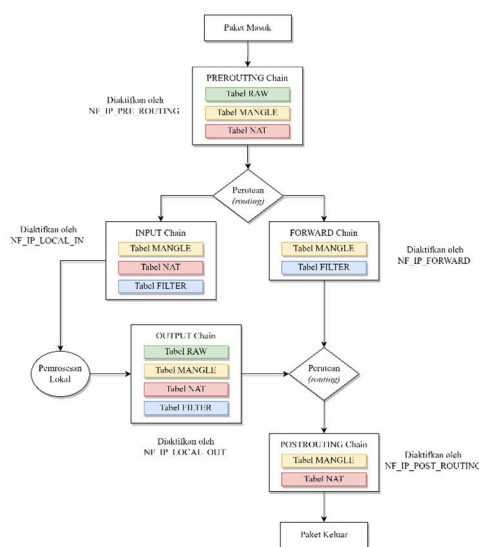 Paket Masuk
PREROUTING Chain
Tabel RAW
Tabel MANGLE
Tabel NAT
Diaktifkan oleh
NF_IP_PRE_ROUTING
Perutean
(routing)
Diaktifkan oleh
NF_IP_LOCAL_IN
INPUT Chain
Tabel MANGLE
Tabel NAT
Tabel FILTER
FORWARD Chain
Tabel MANGLE
Tabel FILTER
Diaktifkan oleh
NF_IP_FORWARD
Pemrosesan
Lokal
OUTPUT Chain
Tabel RAW
Tabel MANGLE
Tabel NAT
Tabel FILTER
Diaktifkan oleh
NF_IP_LOCAL_OUT
Perutean
(routing)
POSTROUTING Chain
Tabel MANGLE
Tabel NAT
Diaktifkan oleh
NF_IP_POST_ROUTING
Paket Keluar